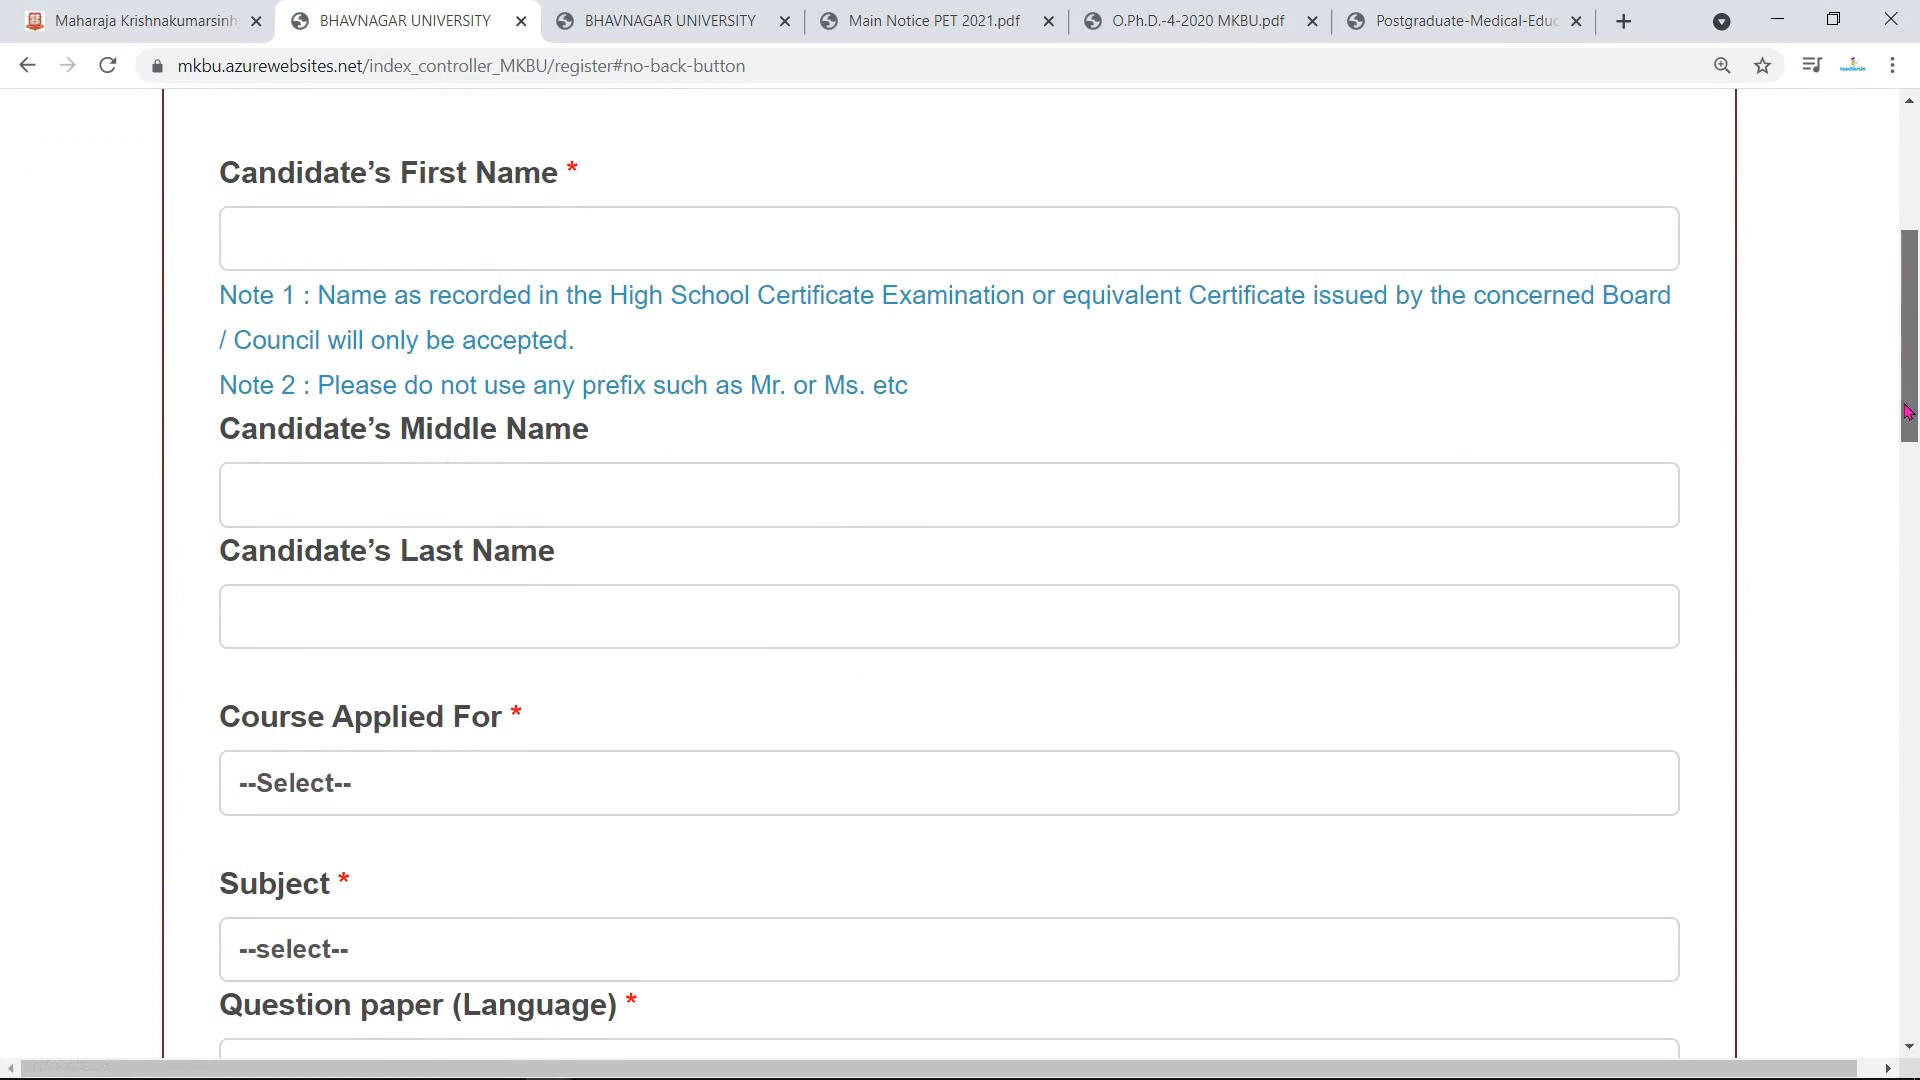 Maharaja Krishnakumarsinh
BHAVNAGAR UNIVERSITY
BHAVNAGAR UNIVERSITY
Main Notice PET 2021.pdf
O.Ph.D.-4-2020 MKBU.pdf
Postgraduate-Medical-Educ
mkbu.azurewebsites.net/index_controller_MKBU/register#no-back-button
Candidate’s First Name *
Note 1 : Name as recorded in the High School Certificate Examination or equivalent Certificate issued by the concerned Board
/ Council will only be accepted.
Note 2 : Please do not use any prefix such as Mr. or Ms. etc
Candidate’s Middle Name
Candidate’s Last Name
Course Applied For *
--Select--
Subject *
--select--
Question paper (Language) *